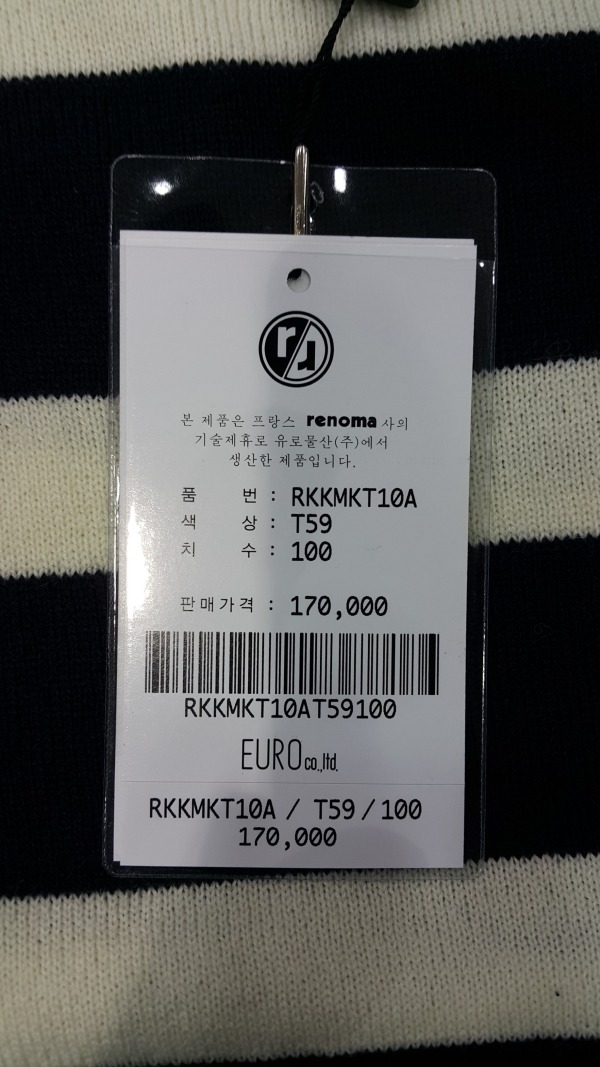 본 제품은 프랑스 renoma 사의
기술제휴로 유로물산(주)에서
생산한 제품입니다.
품 번 : RKKMKT10A
색 상 : T59
치 수 : 100
판매가격 : 170,000
RKKMKT10AT59100
EURO co.,ltd.
RKKMKT10A / T59 / 100
170,000